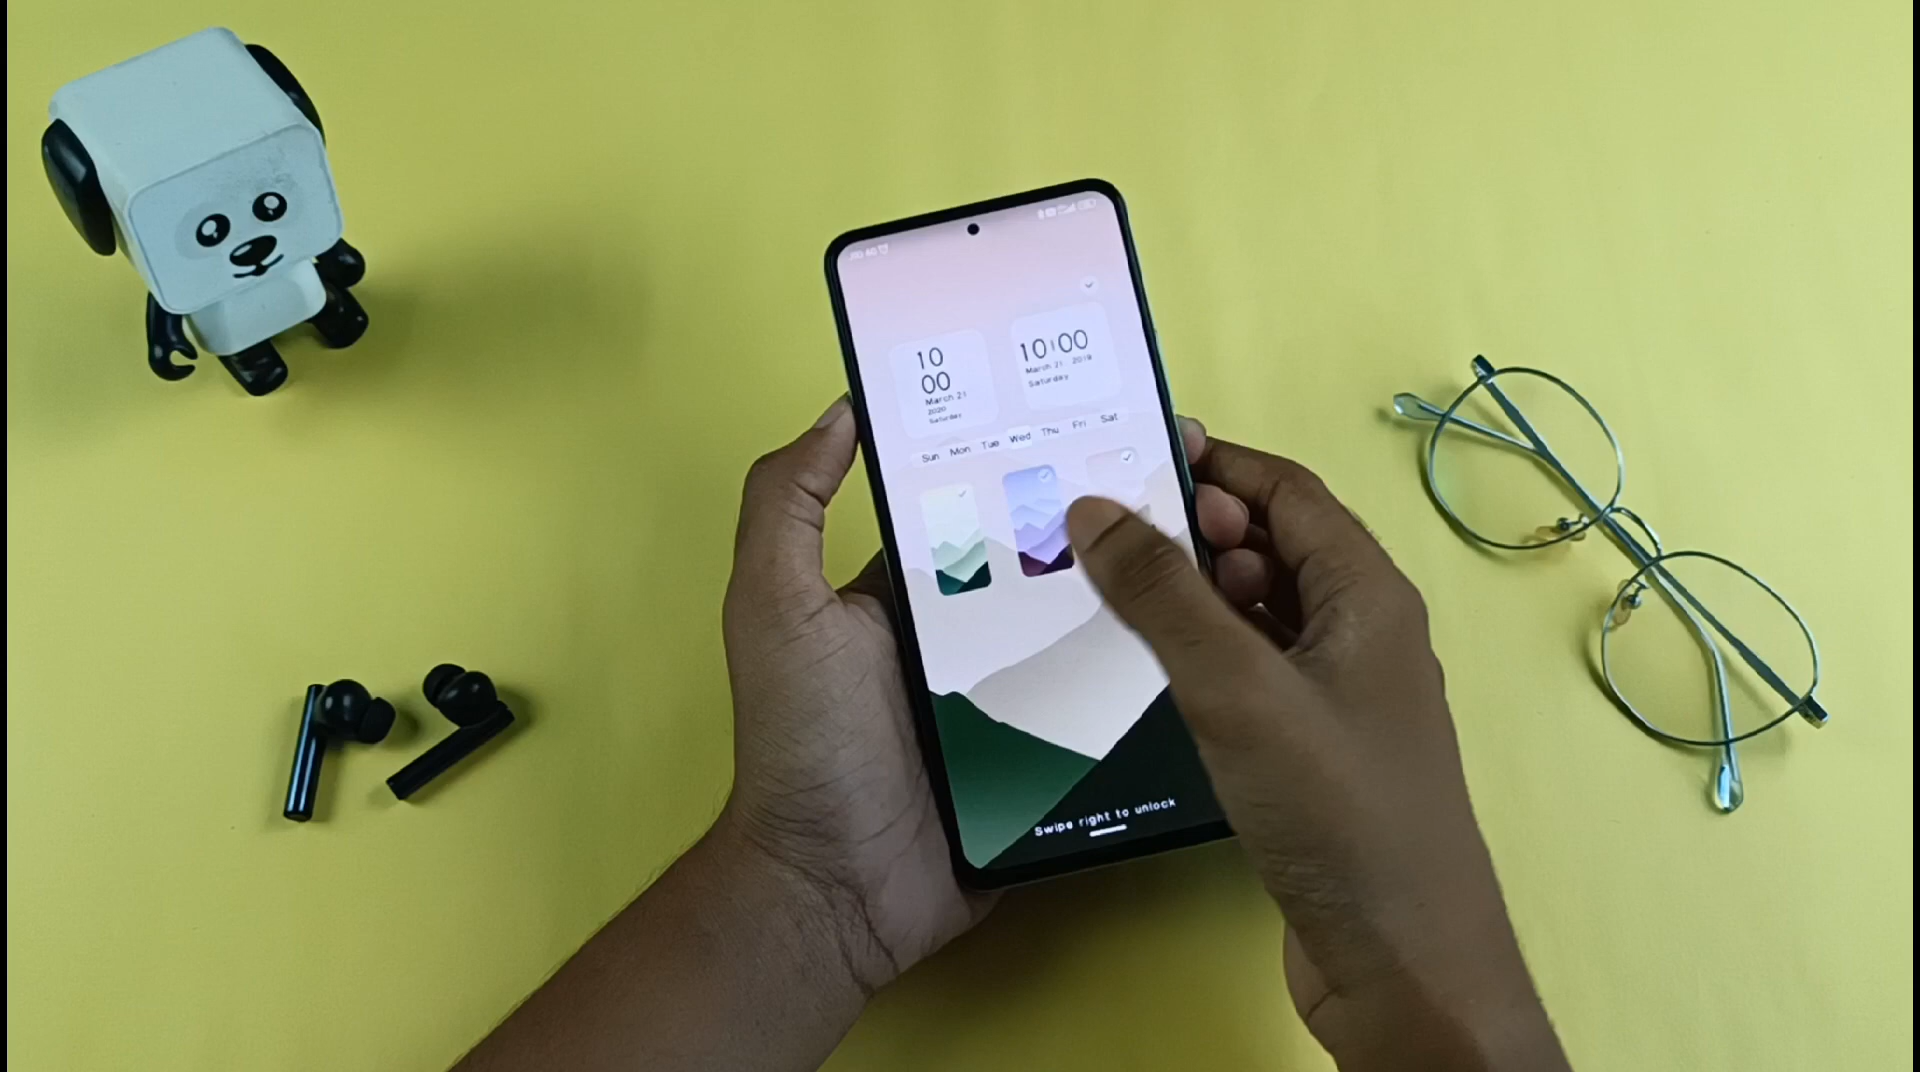 10
00
March 21
2020
Saturday
10:00
March 21 2019
Saturday
Sun Mon Tue Wed Thu Fri Sat
Swipe right to unlock